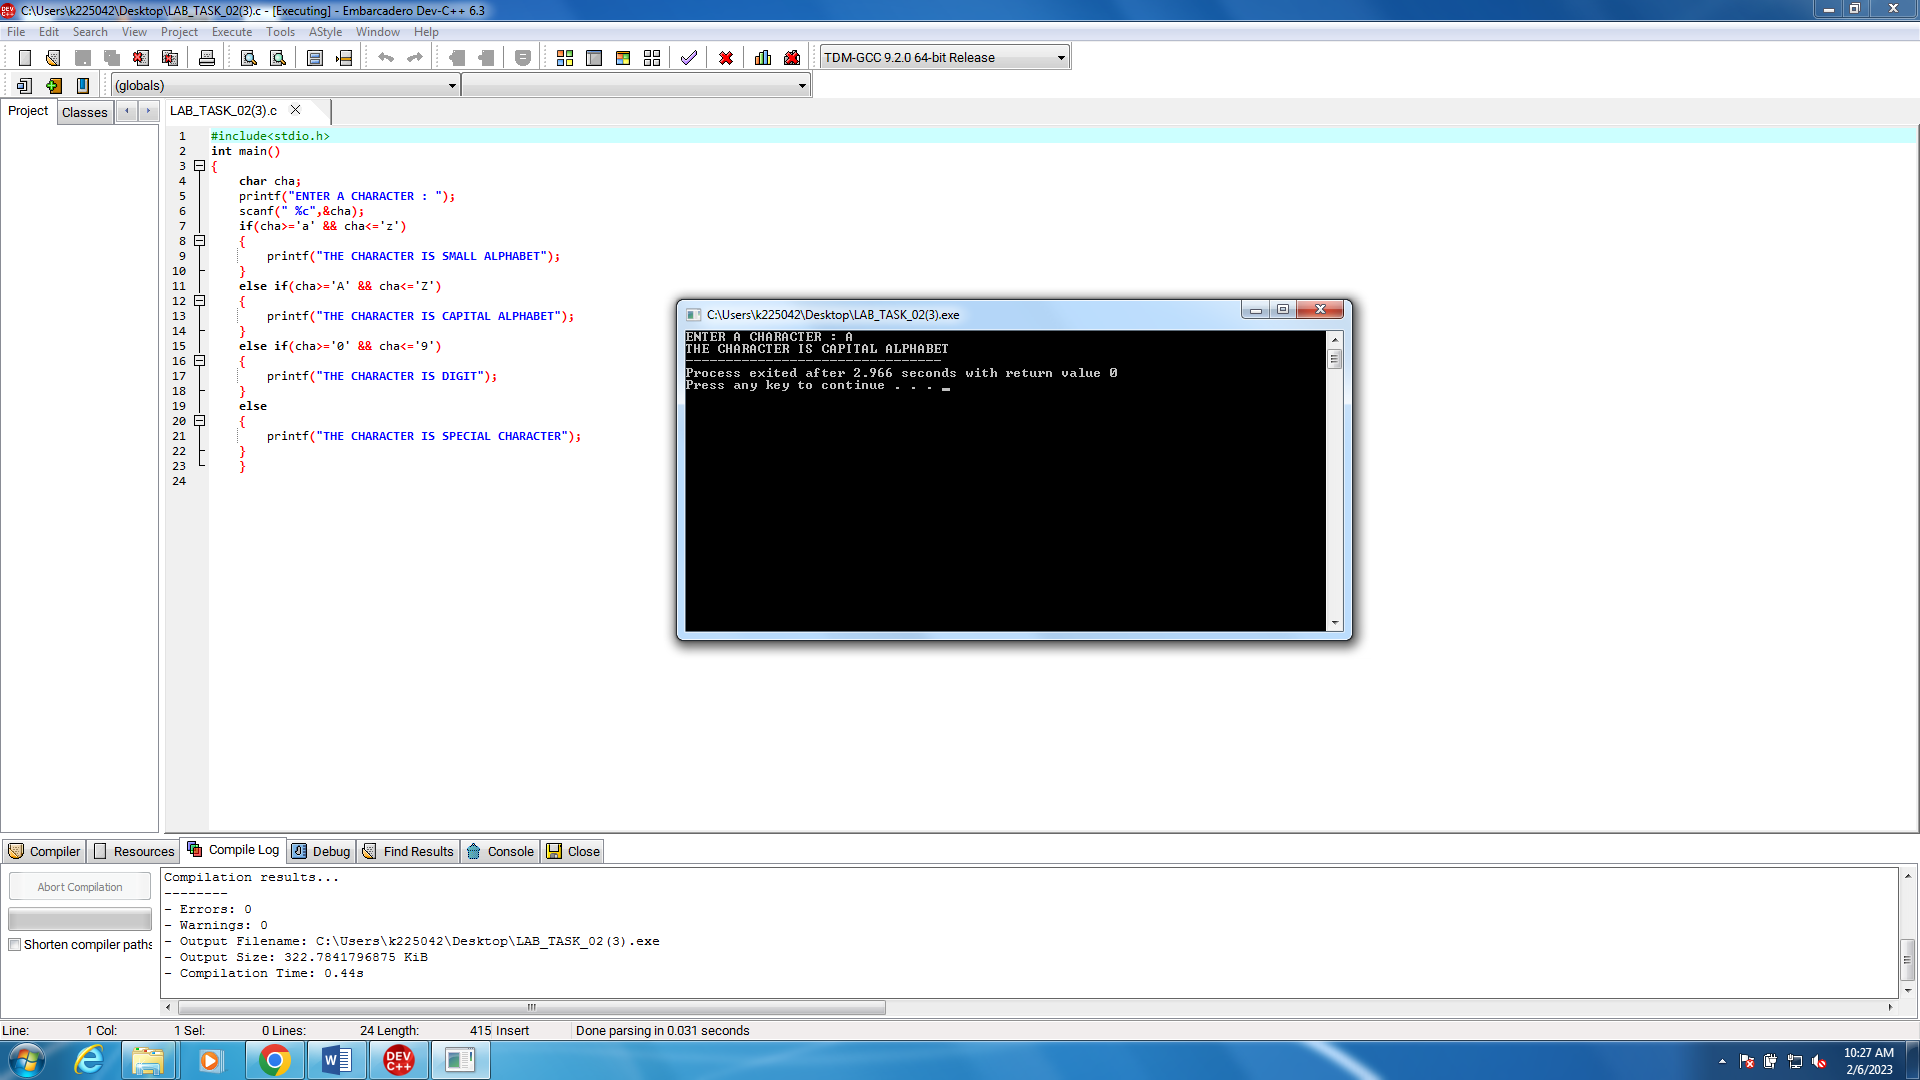 C:\Users\k225042\Desktop\LAB_TASK_02(3).c - [Executing] - Embarcadero Dev-C++ 6.3
File Edit Search View Project Execute Tools AStyle Window Help
TDM-GCC 9.2.0 64-bit Release
(globals)
Project Classes LAB_TASK_02(3).c
1 #include<stdio.h>
2 int main()
3 {
4 char cha;
5 printf("ENTER A CHARACTER : ");
6 scanf(" %c",&cha);
7 if(cha>='a' && cha<='z')
8 {
9 printf("THE CHARACTER IS SMALL ALPHABET");
10 }
11 else if(cha>='A' && cha<='Z')
12 {
13 printf("THE CHARACTER IS CAPITAL ALPHABET");
14 }
15 else if(cha>='0' && cha<='9')
16 {
17 printf("THE CHARACTER IS DIGIT");
18 }
19 else
20 {
21 printf("THE CHARACTER IS SPECIAL CHARACTER");
22 }
23 }
24
C:\Users\k225042\Desktop\LAB_TASK_02(3).exe
ENTER A CHARACTER : A
THE CHARACTER IS CAPITAL ALPHABET
--------------------------------
Process exited after 2.966 seconds with return value 0
Press any key to continue . . . _
Compiler Resources Compile Log Debug Find Results Console Close
Abort Compilation
Shorten compiler paths
Compilation results...
--------
- Errors: 0
- Warnings: 0
- Output Filename: C:\Users\k225042\Desktop\LAB_TASK_02(3).exe
- Output Size: 322.7841796875 KiB
- Compilation Time: 0.44s
Line: 1 Col: 1 Sel: 0 Lines: 24 Length: 415 Insert Done parsing in 0.031 seconds
DEV C++
10:27 AM
2/6/2023